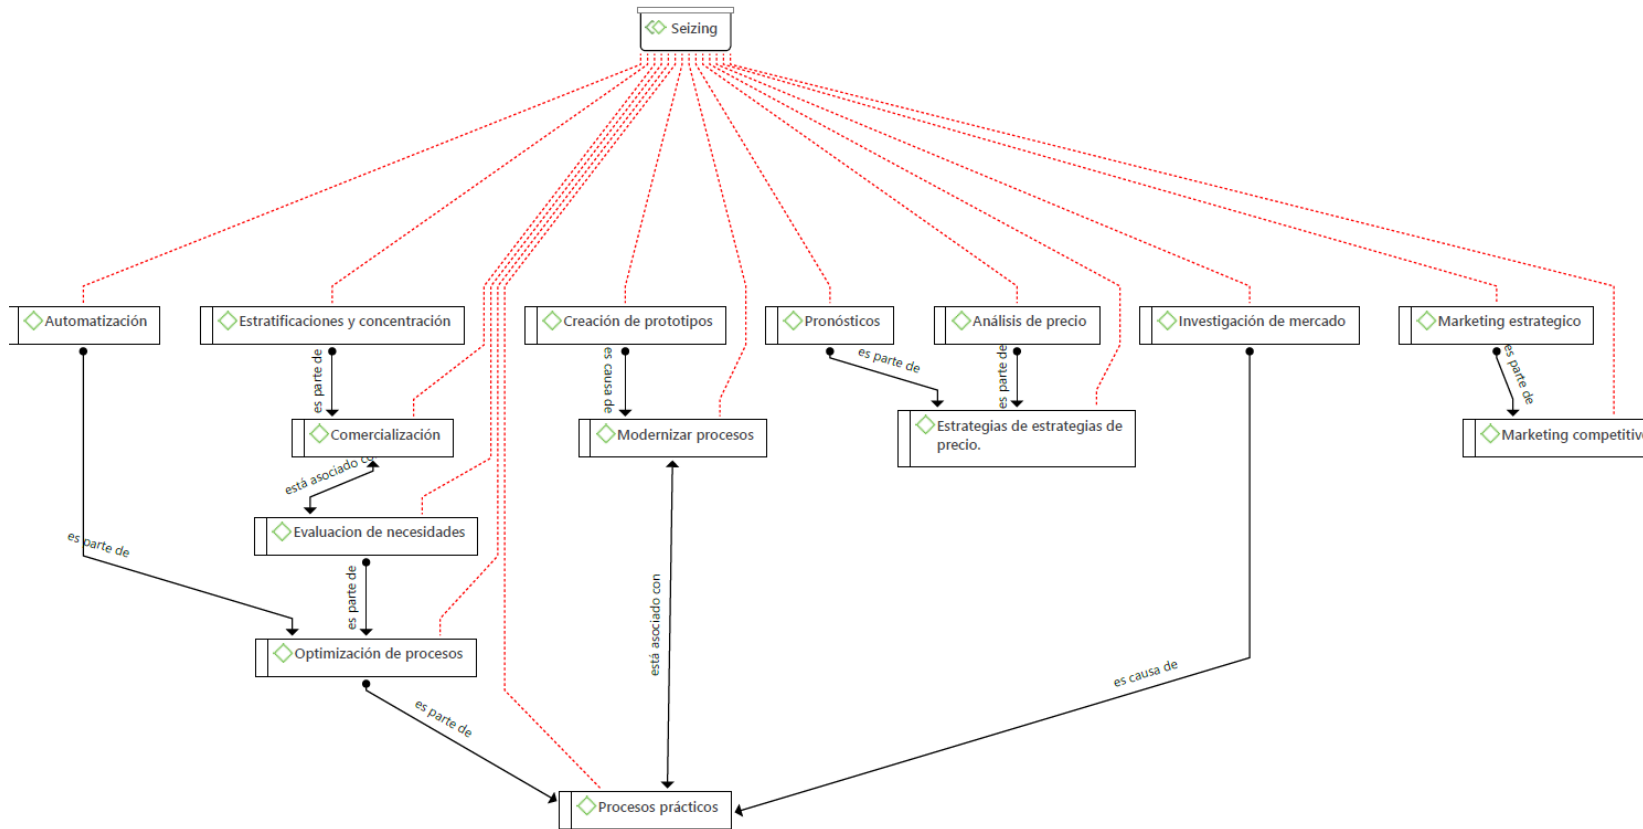 Seizing
Automatización
Estratificaciones y concentración
Creación de prototipos
Pronósticos
Análisis de precio
Investigación de mercado
Marketing estrategico
es parte de
es causa de
es parte de
es parte de
es parte de
Comercialización
Modernizar procesos
Estrategias de estrategias de
precio.
Marketing competitivo
está asociado co
Evaluacion de necesidades
es parte de
es parte de
está asociado con
Optimización de procesos
es causa de
es parte de
Procesos prácticos